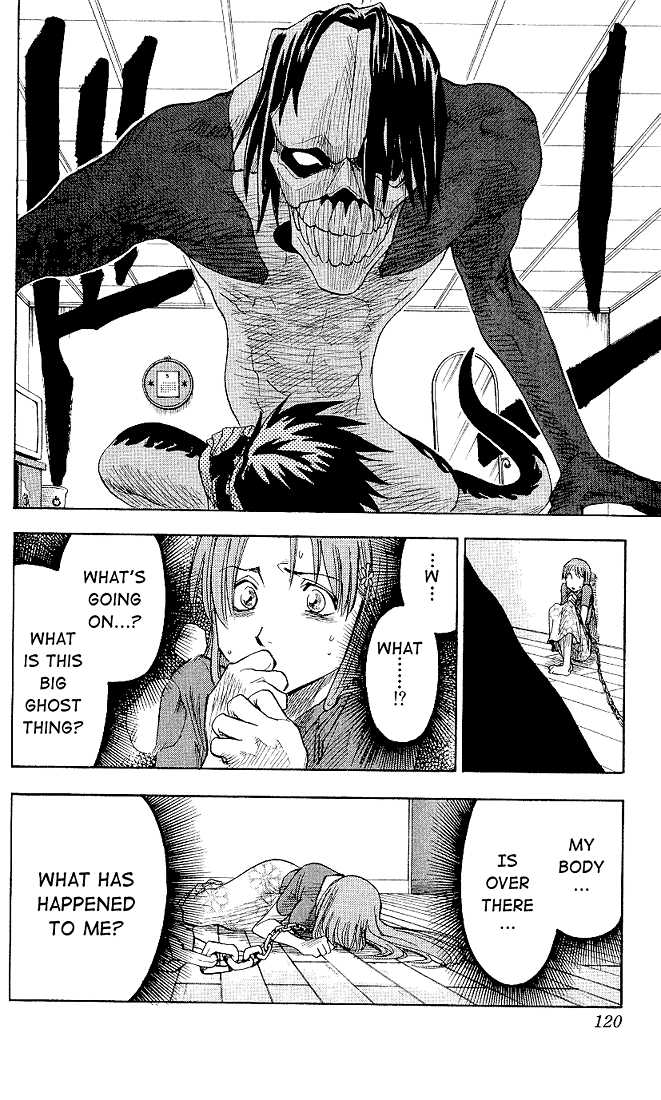 ...W...
WHAT
......!?
WHAT'S
GOING
ON...?
WHAT
IS THIS
BIG
GHOST
THING?
MY
BODY
...
IS
OVER
THERE
...
WHAT HAS
HAPPENED
TO ME?
120